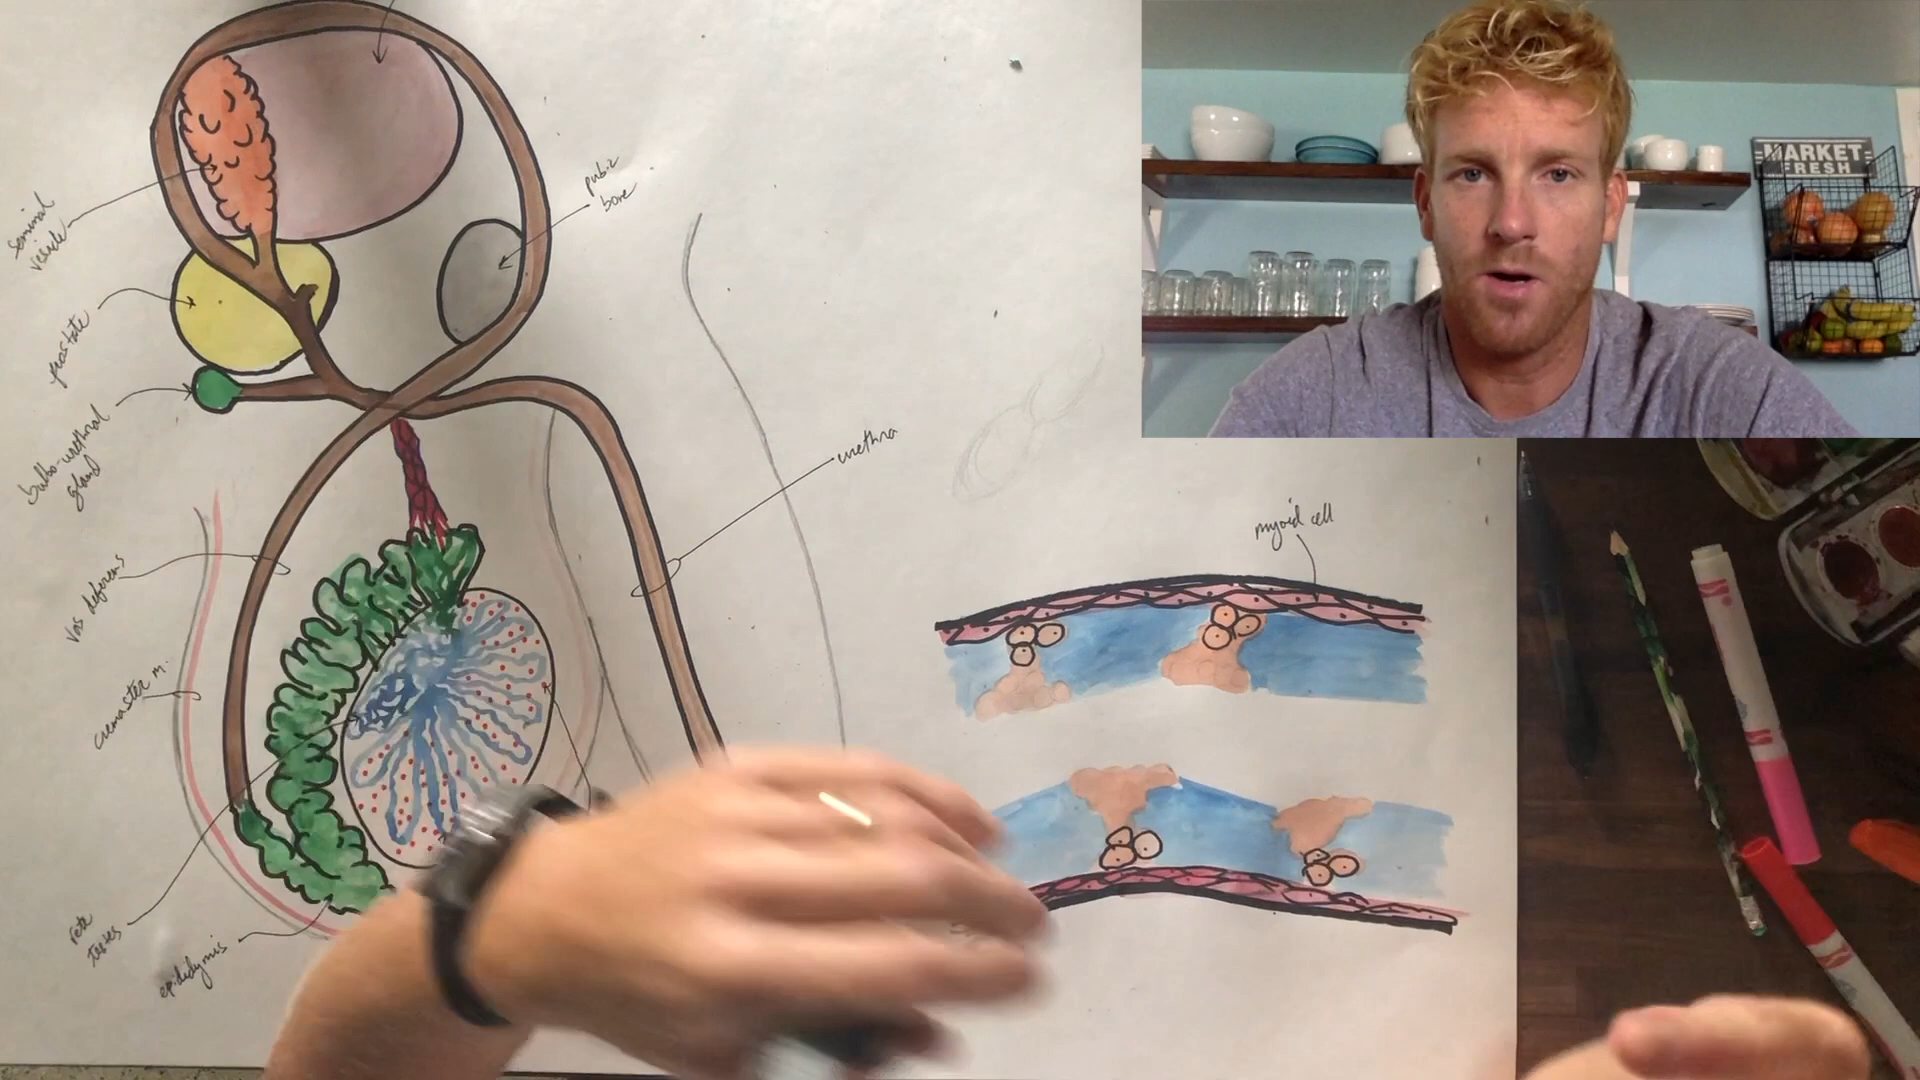 seminal
vesicle
prostate
bulbo-urethral
gland
vas deferens
cremaster m.
rete
testes
epididymis
pubic
bone
urethra
myoid cell
MARKET
FRESH